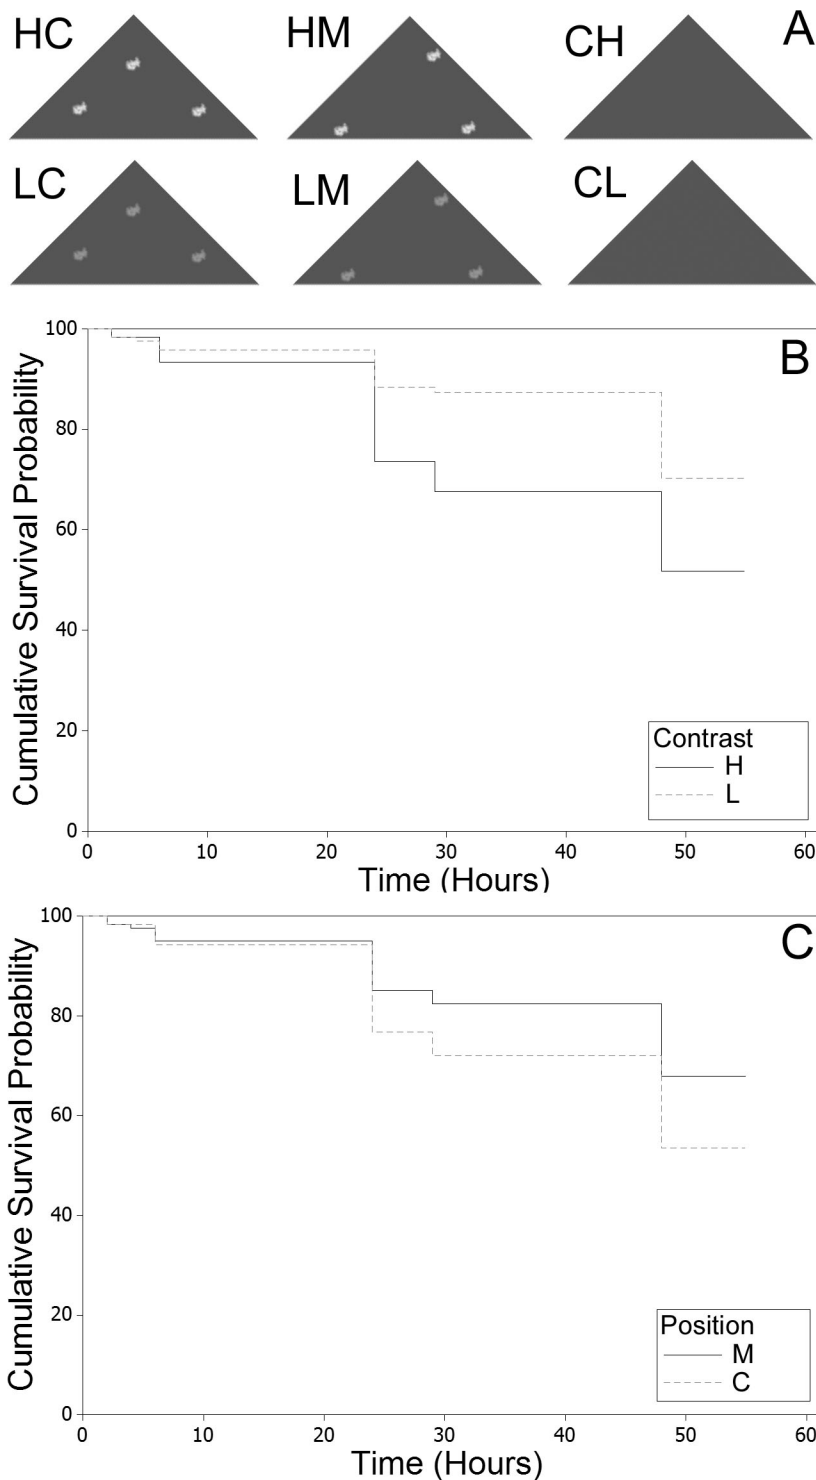 HC HM CH A
LC LM CL
B
100
80
60
40
20
0
Cumulative Survival Probability
0 10 20 30 40 50 60
Time (Hours)
Contrast
H
L
C
100
80
60
40
20
0
Cumulative Survival Probability
0 10 20 30 40 50 60
Time (Hours)
Position
M
C